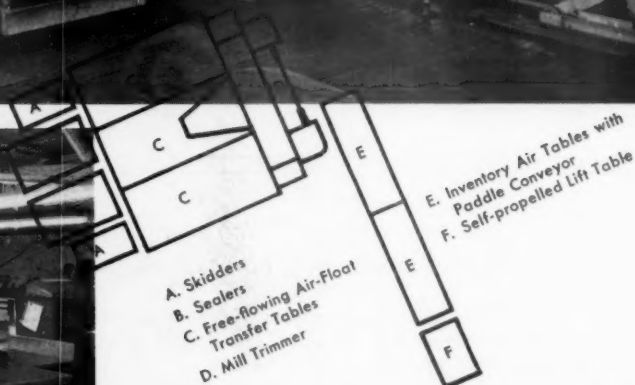 A
C
C
A
E
E
F
A. Skidders
B. Sealers
C. Free-flowing Air-Float
Transfer Tables
D. Mill Trimmer
E. Inventory Air Tables with
Paddle Conveyor
F. Self-propelled Lift Table